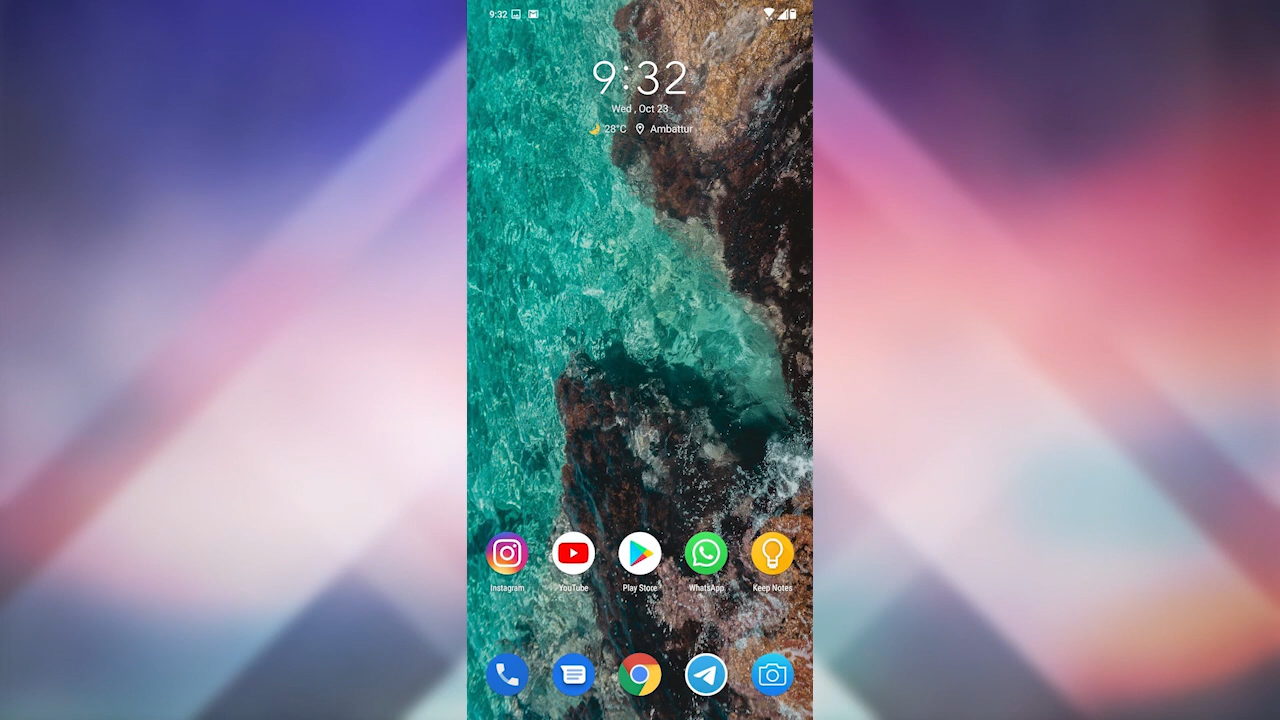 9:32
9:32
Wed , Oct 23
28°C Ambattur
Instagram YouTube Play Store WhatsApp Keep Notes